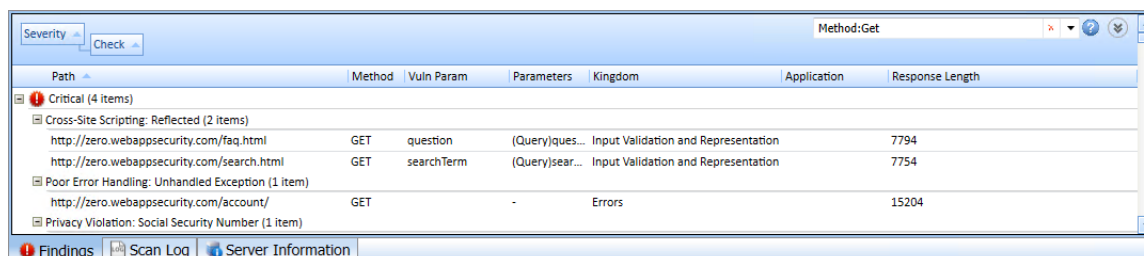 Severity
Check
Method:Get
Path Method Vuln Param Parameters Kingdom Application Response Length
Critical (4 items)
Cross-Site Scripting: Reflected (2 items)
http://zero.webappsecurity.com/faq.html GET question (Query)ques... Input Validation and Representation 7794
http://zero.webappsecurity.com/search.html GET searchTerm (Query)sear... Input Validation and Representation 7754
Poor Error Handling: Unhandled Exception (1 item)
http://zero.webappsecurity.com/account/ GET - Errors 15204
Privacy Violation: Social Security Number (1 item)
Findings Scan Log Server Information